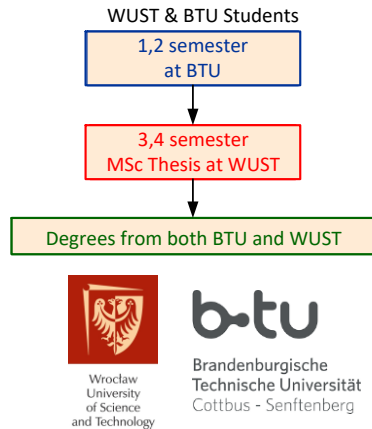 WUST & BTU Students
1,2 semester
at BTU
3,4 semester
MSc Thesis at WUST
Degrees from both BTU and WUST
Wrocław
University
of Science
and Technology
b-tu
Brandenburgische
Technische Universität
Cottbus - Senftenberg